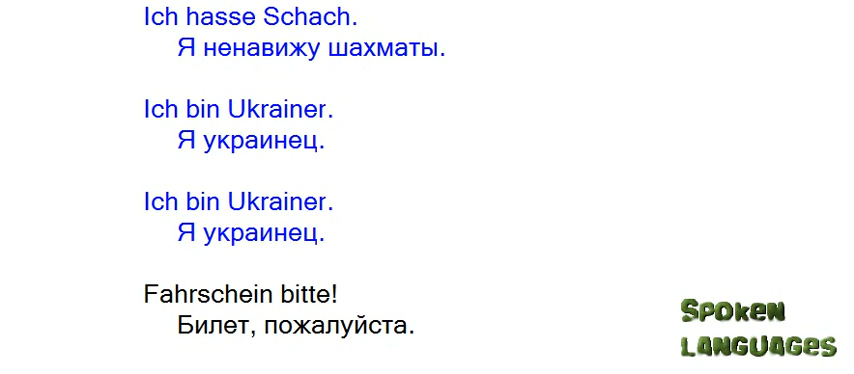 Ich hasse Schach.
Я ненавижу шахматы.
Ich bin Ukrainer.
Я украинец.
Ich bin Ukrainer.
Я украинец.
Fahrschein bitte!
Билет, пожалуйста.
Spoken
Languages